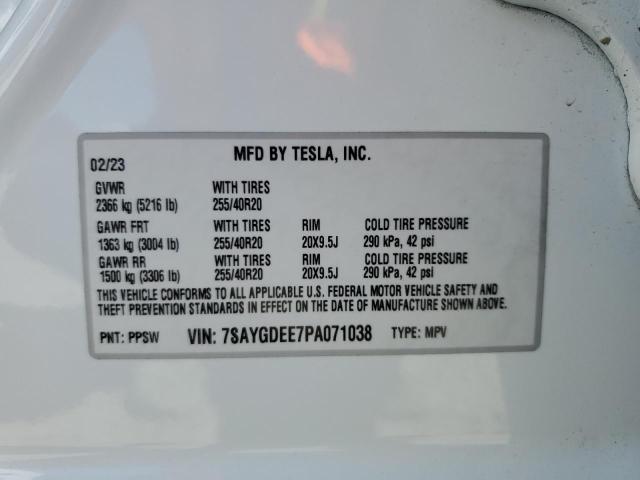 MFD BY TESLA, INC.
02/23
GVWR WITH TIRES
2366 kg (5216 lb) 255/40R20
GAWR FRT WITH TIRES RIM COLD TIRE PRESSURE
1363 kg (3004 lb) 255/40R20 20X9.5J 290 kPa, 42 psi
GAWR RR WITH TIRES RIM COLD TIRE PRESSURE
1500 kg (3306 lb) 255/40R20 20X9.5J 290 kPa, 42 psi
THIS VEHICLE CONFORMS TO ALL APPLICABLE U.S. FEDERAL MOTOR VEHICLE SAFETY AND
THEFT PREVENTION STANDARDS IN EFFECT ON THE DATE OF MANUFACTURE SHOWN ABOVE.
PNT: PPSW VIN: 7SAYGDEE7PA071038 TYPE: MPV